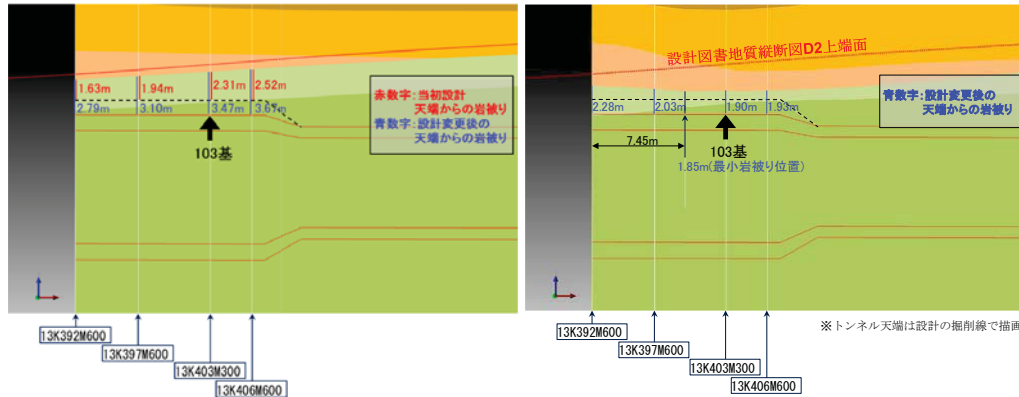 1.63m
1.94m
2.31m
2.52m
2.79m
3.10m
3.47m
3.67m
赤数字：当初設計
天端からの岩被り
青数字：設計変更後の
天端からの岩被り
103基
13K392M600
13K397M600
13K403M300
13K406M600
設計図書地質縦断図D2上端面
青数字：設計変更後の
天端からの岩被り
2.28m
2.03m
1.90m
1.93m
7.45m
103基
1.85m(最小岩被り位置)
※トンネル天端は設計の掘削線で描画
13K392M600
13K397M600
13K403M300
13K406M600